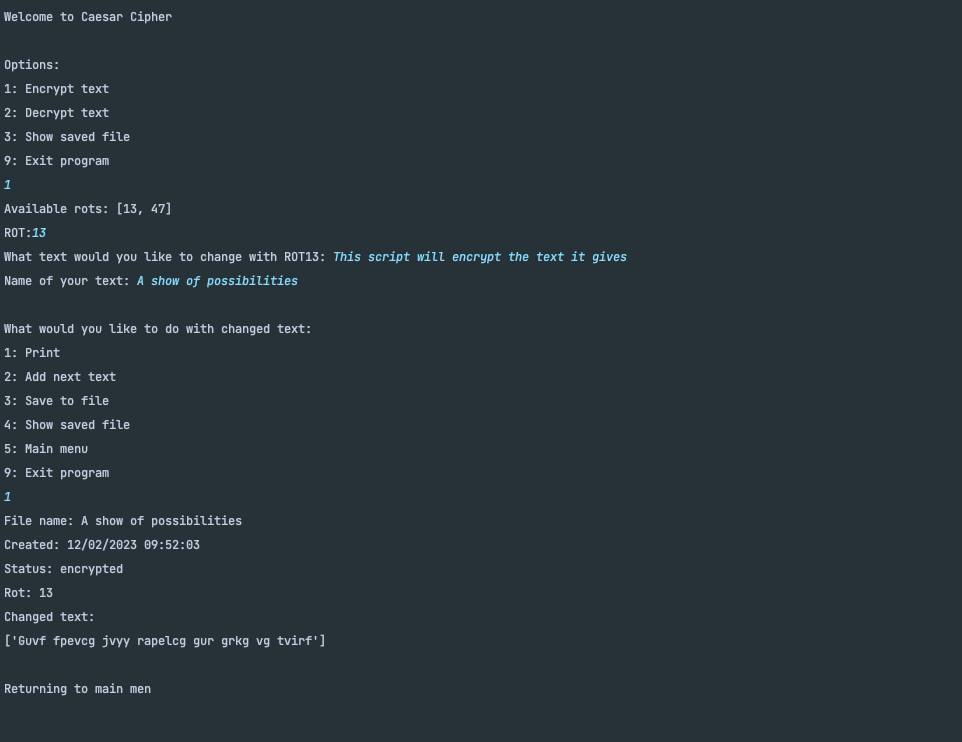 Welcome to Caesar Cipher
Options:
1: Encrypt text
2: Decrypt text
3: Show saved file
9: Exit program
1
Available rots: [13, 47]
ROT:13
What text would you like to change with ROT13: This script will encrypt the text it gives
Name of your text: A show of possibilities
What would you like to do with changed text:
1: Print
2: Add next text
3: Save to file
4: Show saved file
5: Main menu
9: Exit program
1
File name: A show of possibilities
Created: 12/02/2023 09:52:03
Status: encrypted
Rot: 13
Changed text:
['Guvf fpevcg jvyy rapelcg gur grkg vg tvirf']
Returning to main men